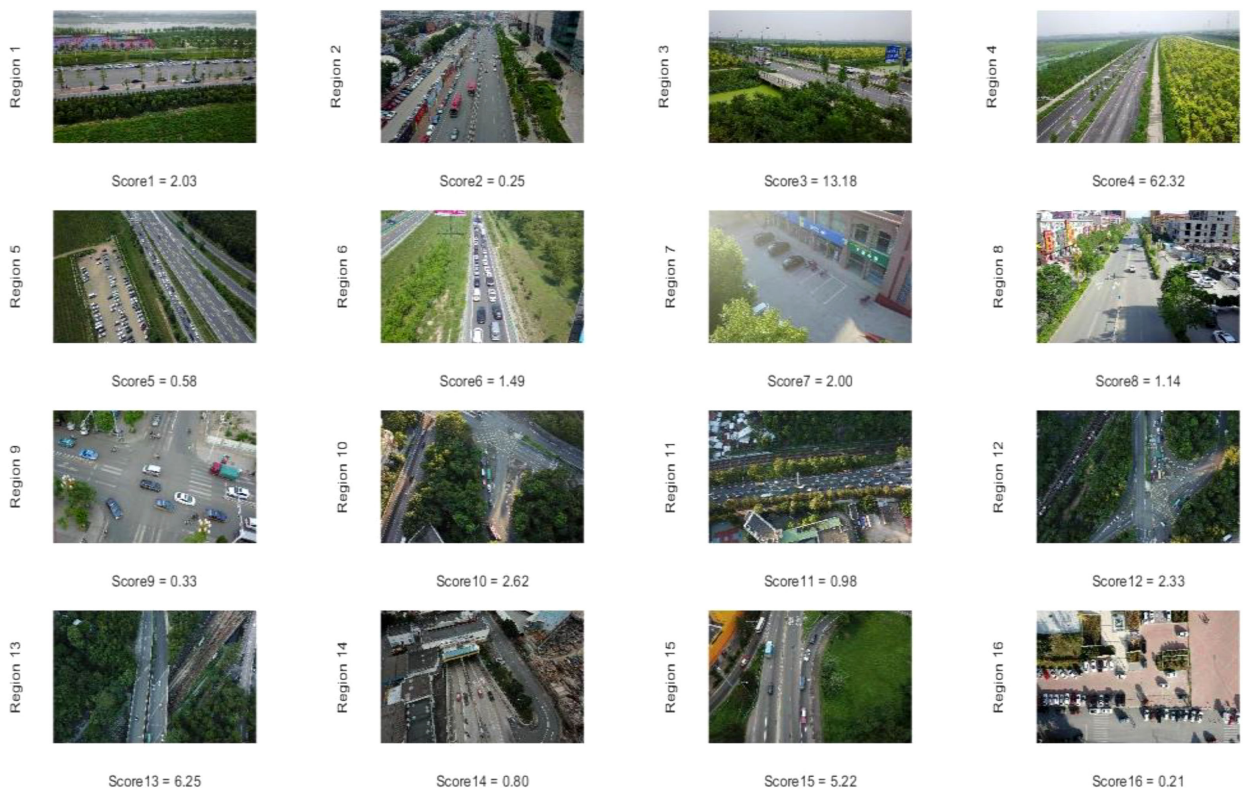 Region 1
Region 2
Region 3
Region 4
Score1 = 2.03
Score2 = 0.25
Score3 = 13.18
Score4 = 62.32
Region 5
Region 6
Region 7
Region 8
Score5 = 0.58
Score6 = 1.49
Score7 = 2.00
Score8 = 1.14
Region 9
Region 10
Region 11
Region 12
Score9 = 0.33
Score10 = 2.62
Score11 = 0.98
Score12 = 2.33
Region 13
Region 14
Region 15
Region 16
Score13 = 6.25
Score14 = 0.80
Score15 = 5.22
Score16 = 0.21